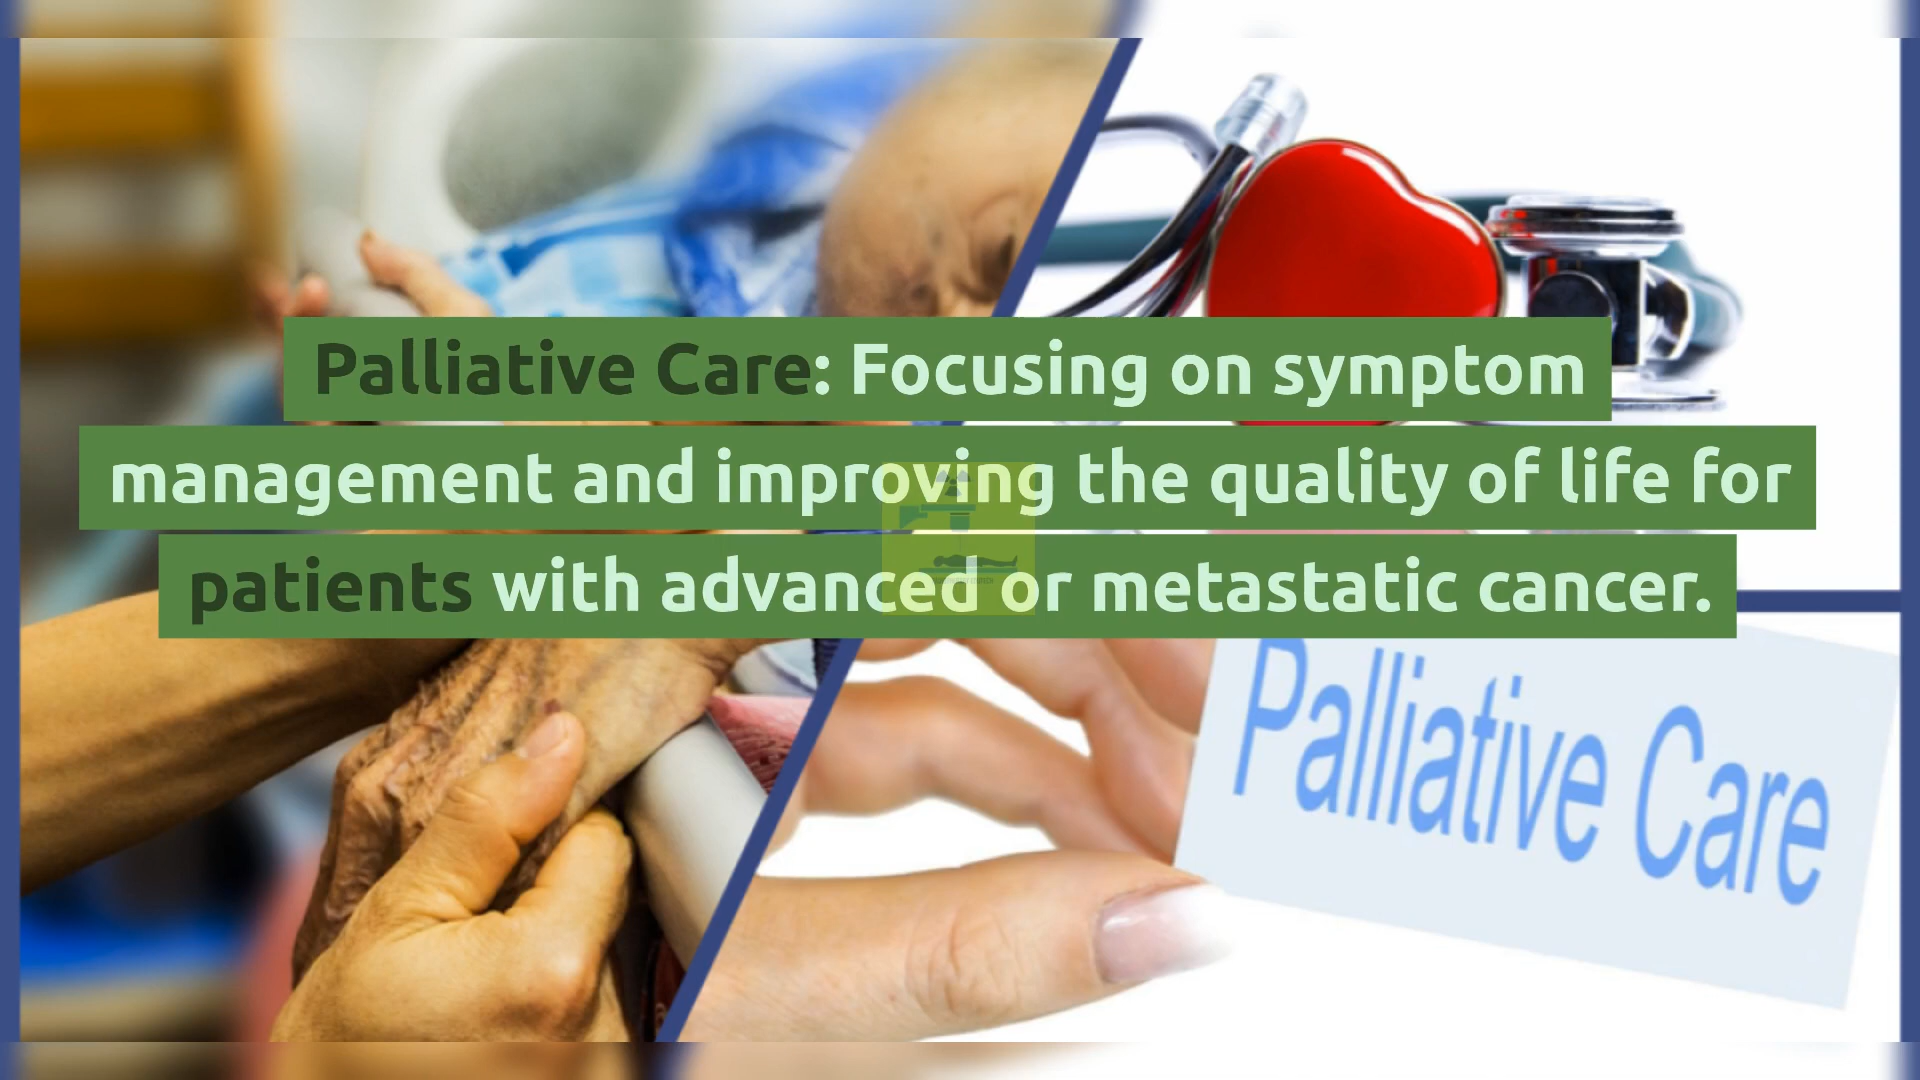 Palliative Care: Focusing on symptom
management and improving the quality of life for
patients with advanced or metastatic cancer.
Palliative Care